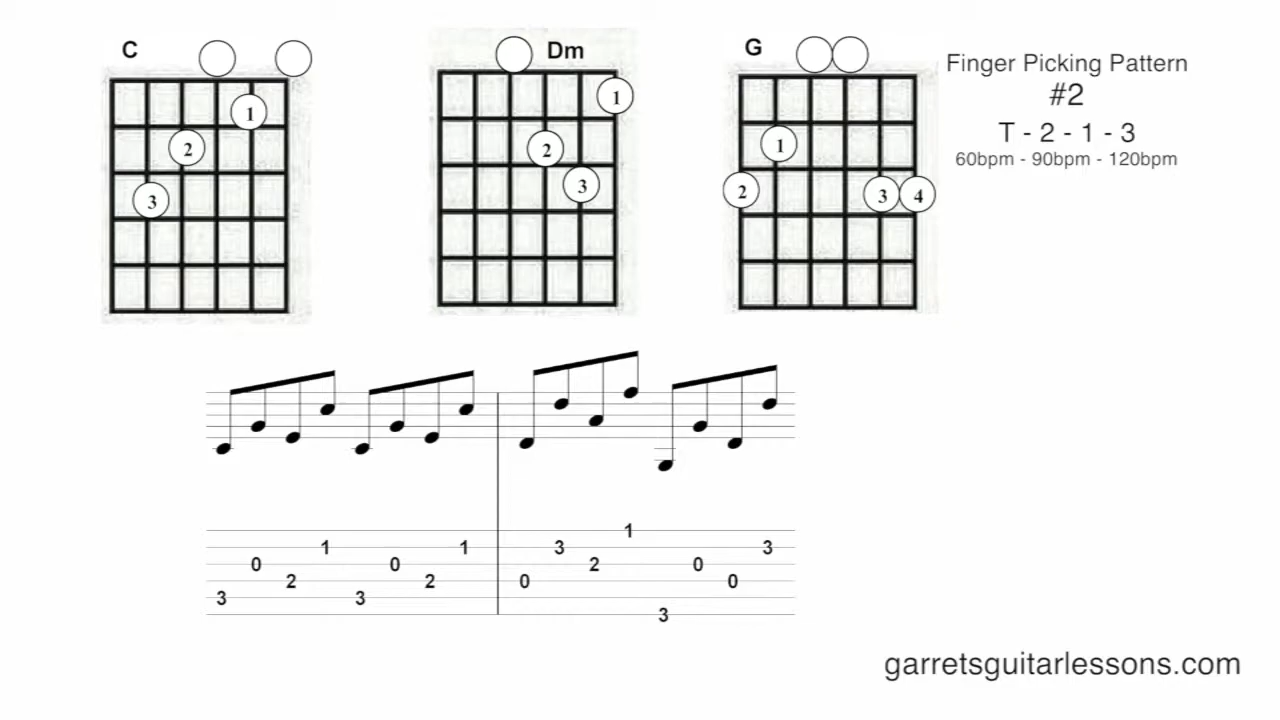 C
1
2
3
Dm
1
2
3
G
1
2
3 4
Finger Picking Pattern
#2
T - 2 - 1 - 3
60bpm - 90bpm - 120bpm
1 1 1
3 3
0 0 2 0
2 2 0 0
3 3
3
garretsguitarlessons.com